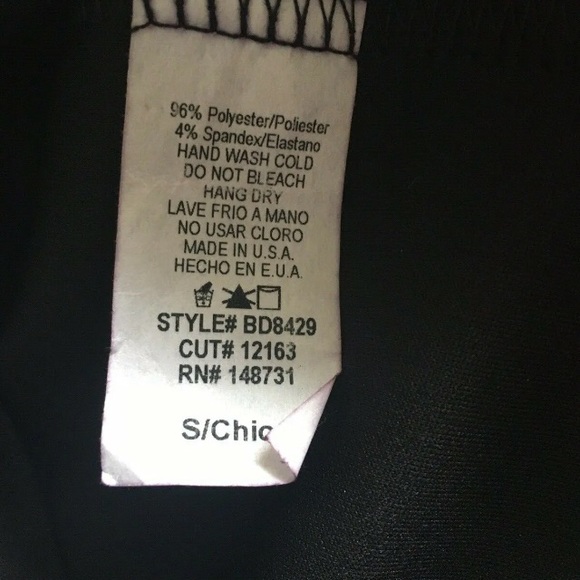 96% Polyester/Poliester
4% Spandex/Elastano
HAND WASH COLD
DO NOT BLEACH
HANG DRY
LAVE FRIO A MANO
NO USAR CLORO
MADE IN U.S.A.
HECHO EN E.U.A.
STYLE# BD8429
CUT# 12163
RN# 148731
S/Chic